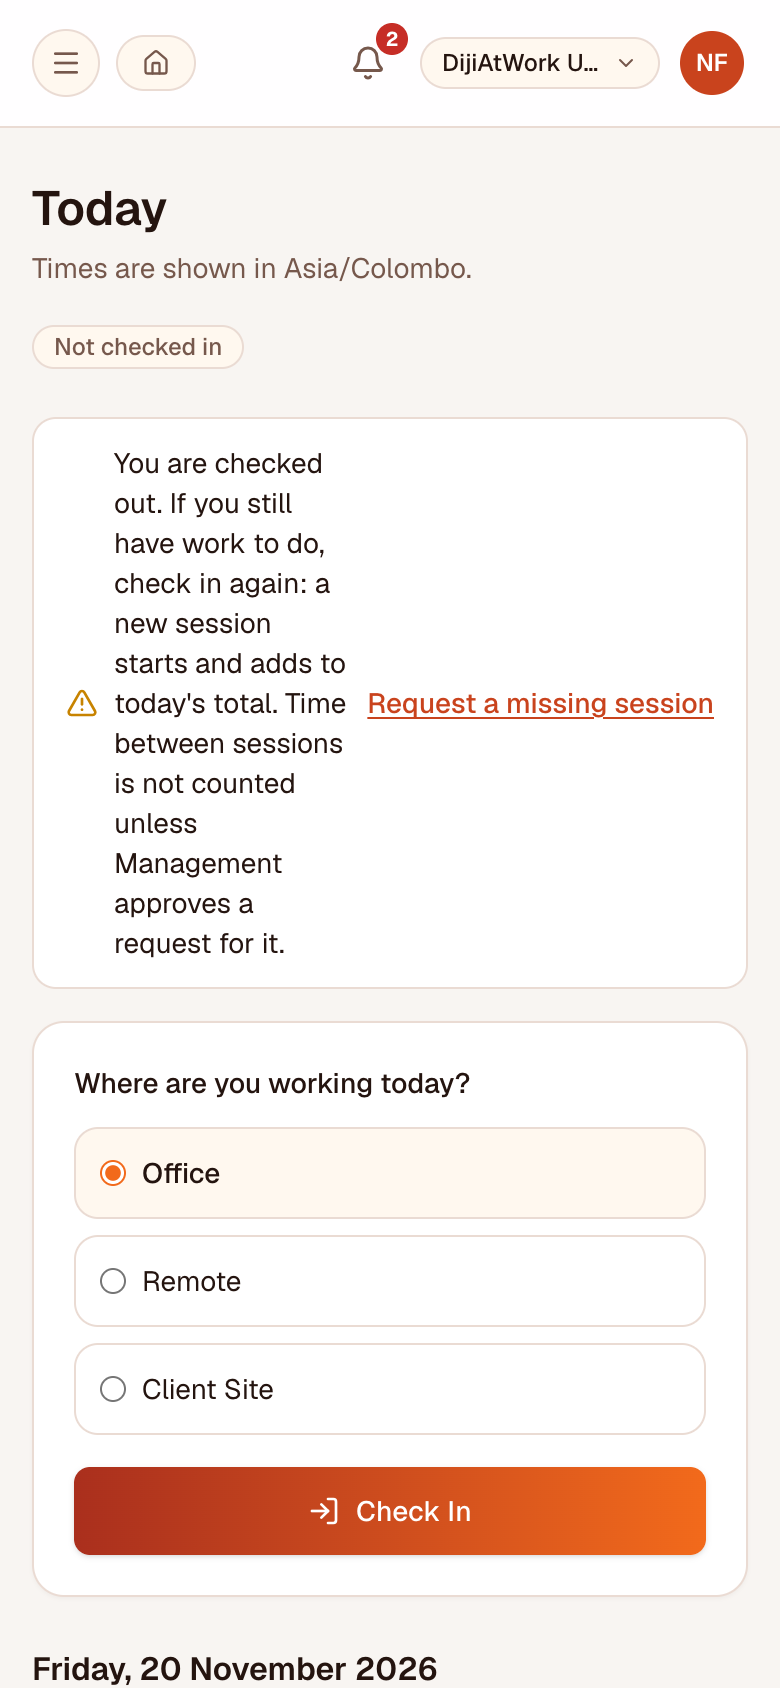 2
DijiAtWork U...
NF
Today
Times are shown in Asia/Colombo.
Not checked in
You are checked
out. If you still
have work to do,
check in again: a
new session
starts and adds to
today's total. Time
between sessions
is not counted
unless
Management
approves a
request for it.
Request a missing session
Where are you working today?
Office
Remote
Client Site
Check In
Friday, 20 November 2026